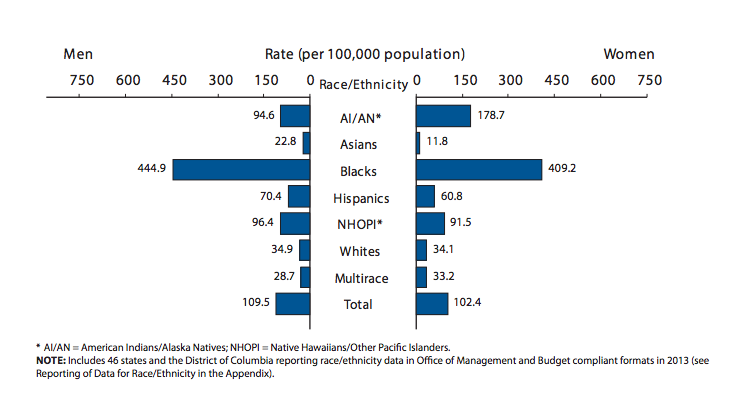 Men Rate (per 100,000 population) Women
750 600 450 300 150 0 Race/Ethnicity 0 150 300 450 600 750
94.6 AI/AN* 178.7
22.8 Asians 11.8
444.9 Blacks 409.2
70.4 Hispanics 60.8
96.4 NHOPI* 91.5
34.9 Whites 34.1
28.7 Multirace 33.2
109.5 Total 102.4
* AI/AN = American Indians/Alaska Natives; NHOPI = Native Hawaiians/Other Pacific Islanders.
NOTE: Includes 46 states and the District of Columbia reporting race/ethnicity data in Office of Management and Budget compliant formats in 2013 (see
Reporting of Data for Race/Ethnicity in the Appendix).